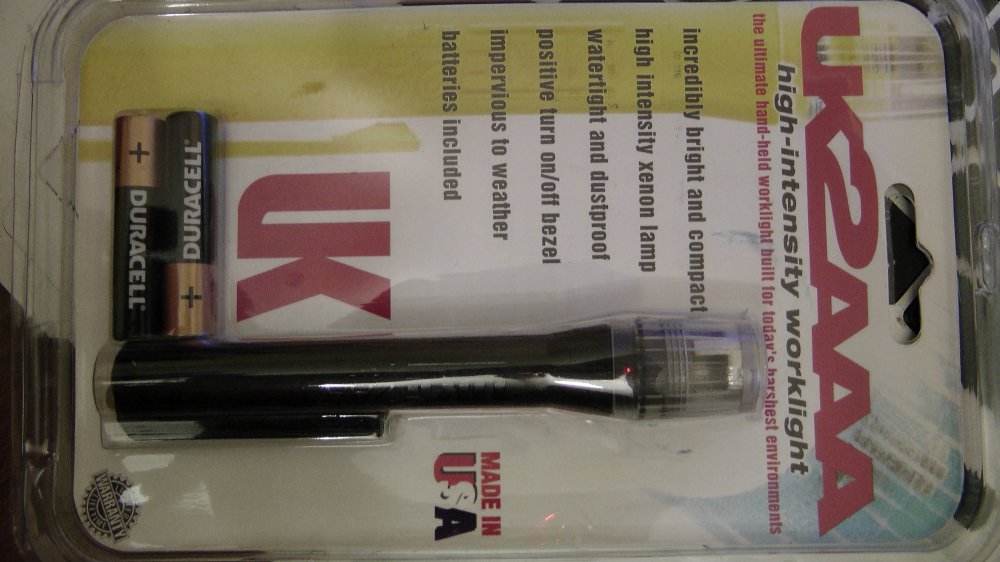 UK2AAA
high-intensity worklight
the ultimate hand-held worklight built for today's harshest environments
incredibly bright and compact
high intensity xenon lamp
watertight and dustproof
positive turn on/off bezel
impervious to weather
batteries included
UK
+ DURACELL
DURACELL +
MADE IN
USA
WARRANTY